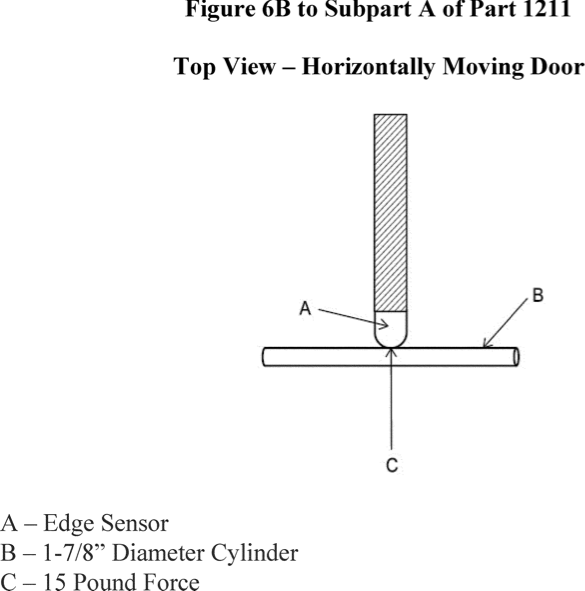 Figure 6B to Subpart A of Part 1211
Top View – Horizontally Moving Door
A
B
C
A – Edge Sensor
B – 1-7/8” Diameter Cylinder
C – 15 Pound Force